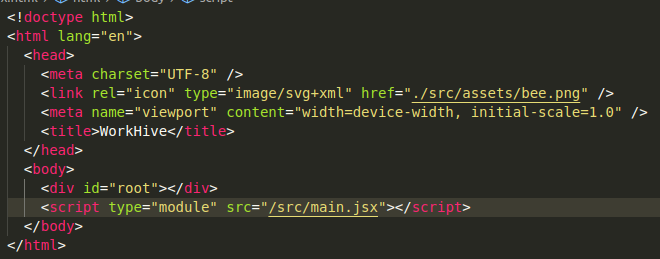 <!doctype html>
<html lang="en">
  <head>
    <meta charset="UTF-8" />
    <link rel="icon" type="image/svg+xml" href="./src/assets/bee.png" />
    <meta name="viewport" content="width=device-width, initial-scale=1.0" />
    <title>WorkHive</title>
  </head>
  <body>
    <div id="root"></div>
    <script type="module" src="/src/main.jsx"></script>
  </body>
</html>